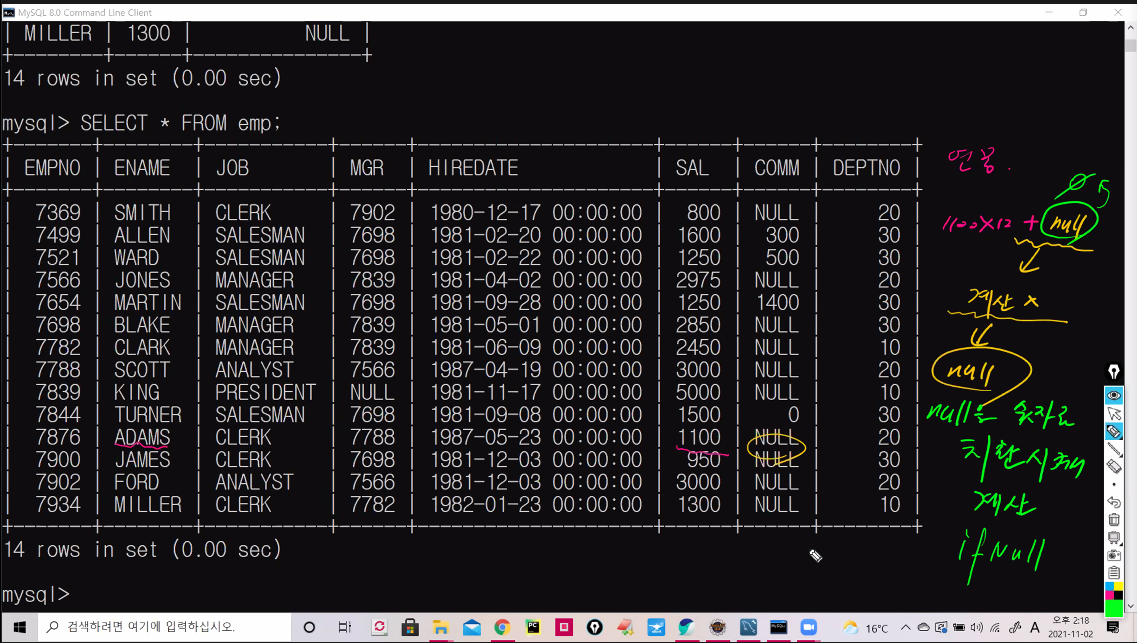 MySQL 8.0 Command Line Client
| MILLER | 1300 | NULL |
+--------+------+----------------+
14 rows in set (0.00 sec)
mysql> SELECT * FROM emp;
+-------+--------+-----------+------+---------------------+------+------+--------+
| EMPNO | ENAME | JOB | MGR | HIREDATE | SAL | COMM | DEPTNO |
+-------+--------+-----------+------+---------------------+------+------+--------+
| 7369 | SMITH | CLERK | 7902 | 1980-12-17 00:00:00 | 800 | NULL | 20 |
| 7499 | ALLEN | SALESMAN | 7698 | 1981-02-20 00:00:00 | 1600 | 300 | 30 |
| 7521 | WARD | SALESMAN | 7698 | 1981-02-22 00:00:00 | 1250 | 500 | 30 |
| 7566 | JONES | MANAGER | 7839 | 1981-04-02 00:00:00 | 2975 | NULL | 20 |
| 7654 | MARTIN | SALESMAN | 7698 | 1981-09-28 00:00:00 | 1250 | 1400 | 30 |
| 7698 | BLAKE | MANAGER | 7839 | 1981-05-01 00:00:00 | 2850 | NULL | 30 |
| 7782 | CLARK | MANAGER | 7839 | 1981-06-09 00:00:00 | 2450 | NULL | 10 |
| 7788 | SCOTT | ANALYST | 7566 | 1987-04-19 00:00:00 | 3000 | NULL | 20 |
| 7839 | KING | PRESIDENT | NULL | 1981-11-17 00:00:00 | 5000 | NULL | 10 |
| 7844 | TURNER | SALESMAN | 7698 | 1981-09-08 00:00:00 | 1500 | 0 | 30 |
| 7876 | ADAMS | CLERK | 7788 | 1987-05-23 00:00:00 | 1100 | NULL | 20 |
| 7900 | JAMES | CLERK | 7698 | 1981-12-03 00:00:00 | 950 | NULL | 30 |
| 7902 | FORD | ANALYST | 7566 | 1981-12-03 00:00:00 | 3000 | NULL | 20 |
| 7934 | MILLER | CLERK | 7782 | 1982-01-23 00:00:00 | 1300 | NULL | 10 |
+-------+--------+-----------+------+---------------------+------+------+--------+
14 rows in set (0.00 sec)
mysql>
연봉.
0
1100X12 + null
계산 x
null
null은 숫자로
치환시켜
계산
ifNull
검색하려면 여기에 입력하십시오.
16°C
A
오후 2:18
2021-11-02